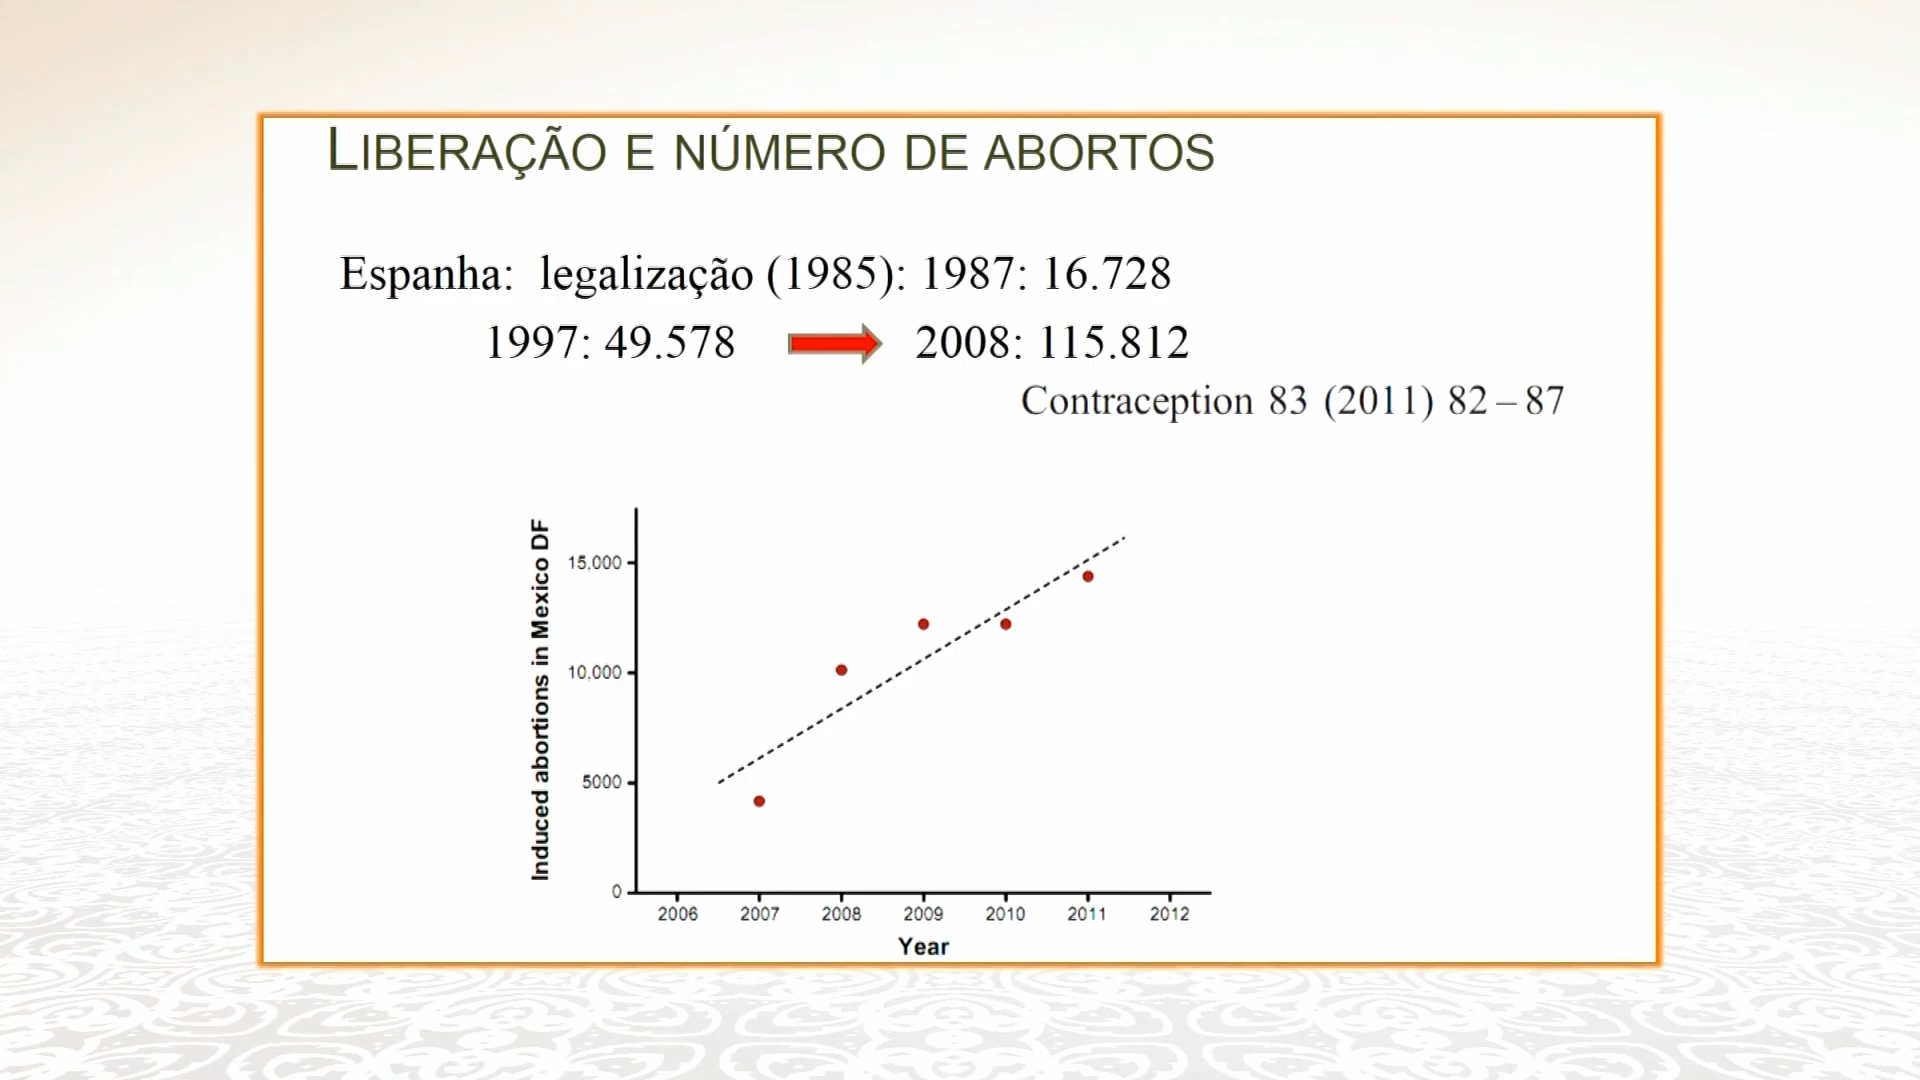 LIBERAÇÃO E NÚMERO DE ABORTOS
Espanha: legalização (1985): 1987: 16.728
1997: 49.578 2008: 115.812
Contraception 83 (2011) 82–87
Induced abortions in Mexico DF
15,000
10,000
5000
0
2006 2007 2008 2009 2010 2011 2012
Year